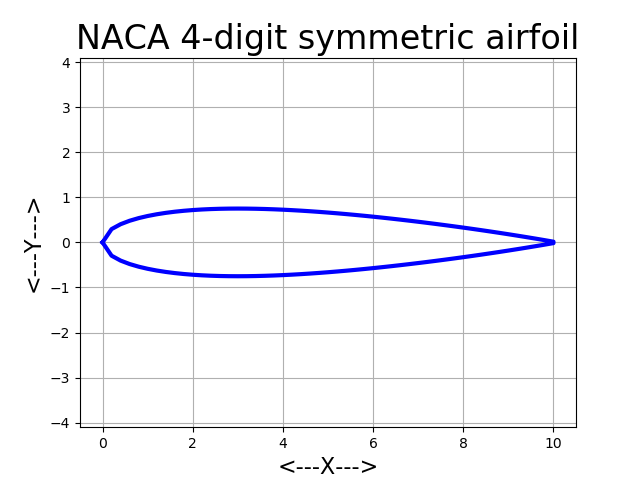 NACA 4-digit symmetric airfoil
4
3
2
1
0
−1
−2
−3
−4
<---Y--->
0 2 4 6 8 10
<---X--->